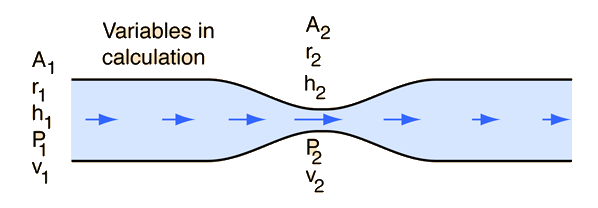 Variables in
calculation
A₁
r₁
h₁
P₁
v₁
A₂
r₂
h₂
P₂
v₂